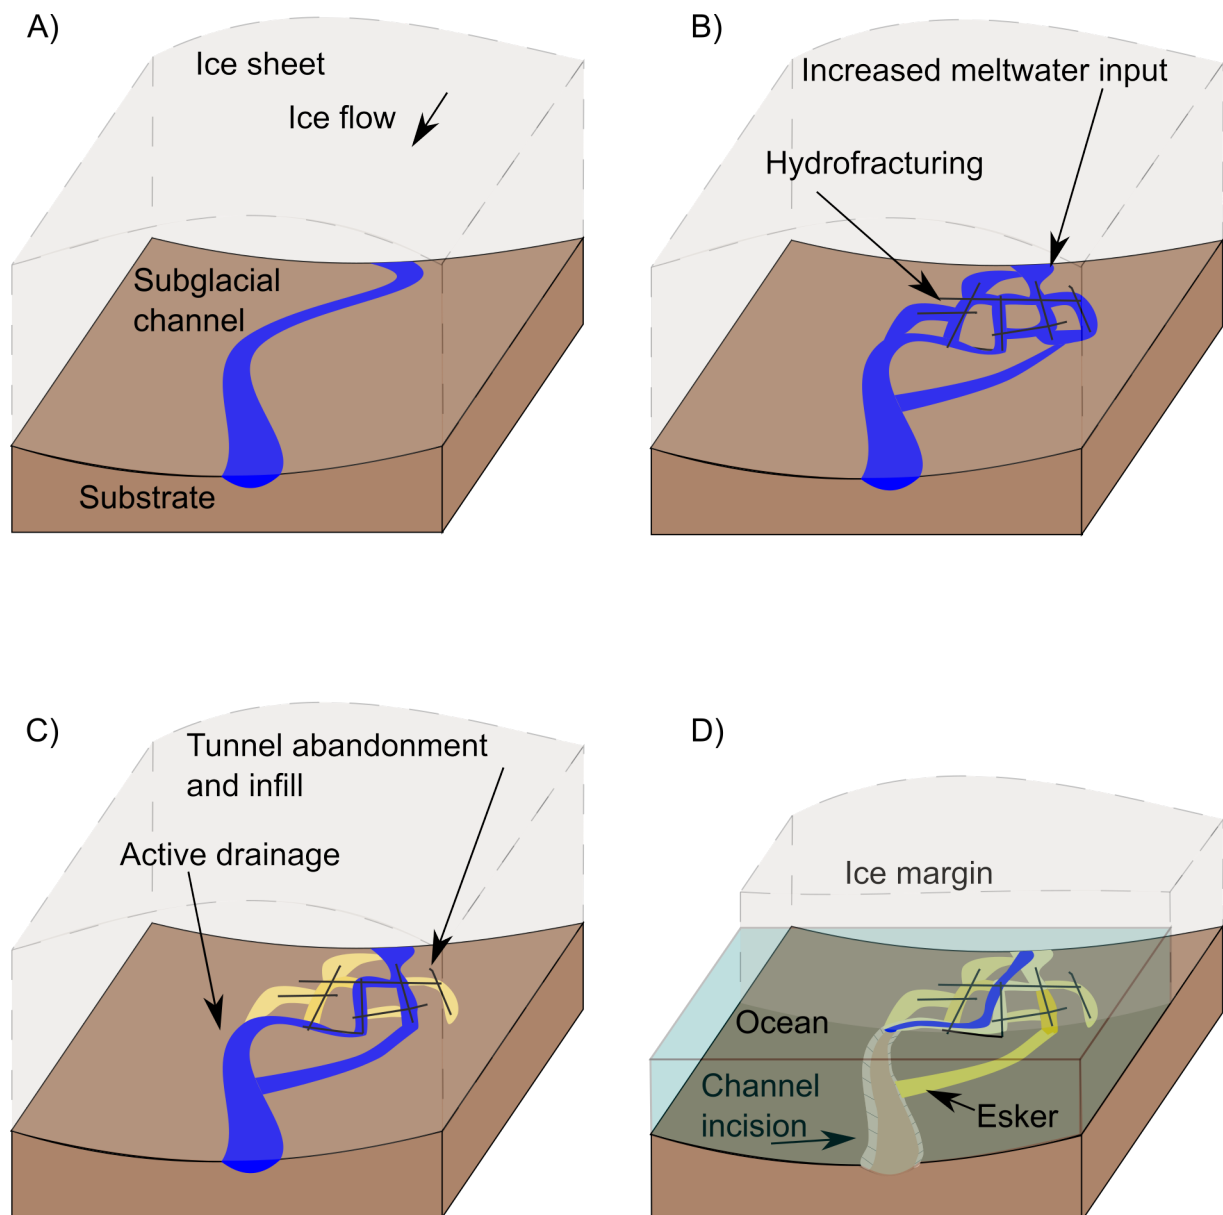 A)
Ice sheet
Ice flow
Subglacial
channel
Substrate
B)
Increased meltwater input
Hydrofracturing
C)
Tunnel abandonment
and infill
Active drainage
D)
Ice margin
Ocean
Channel
incision
Esker